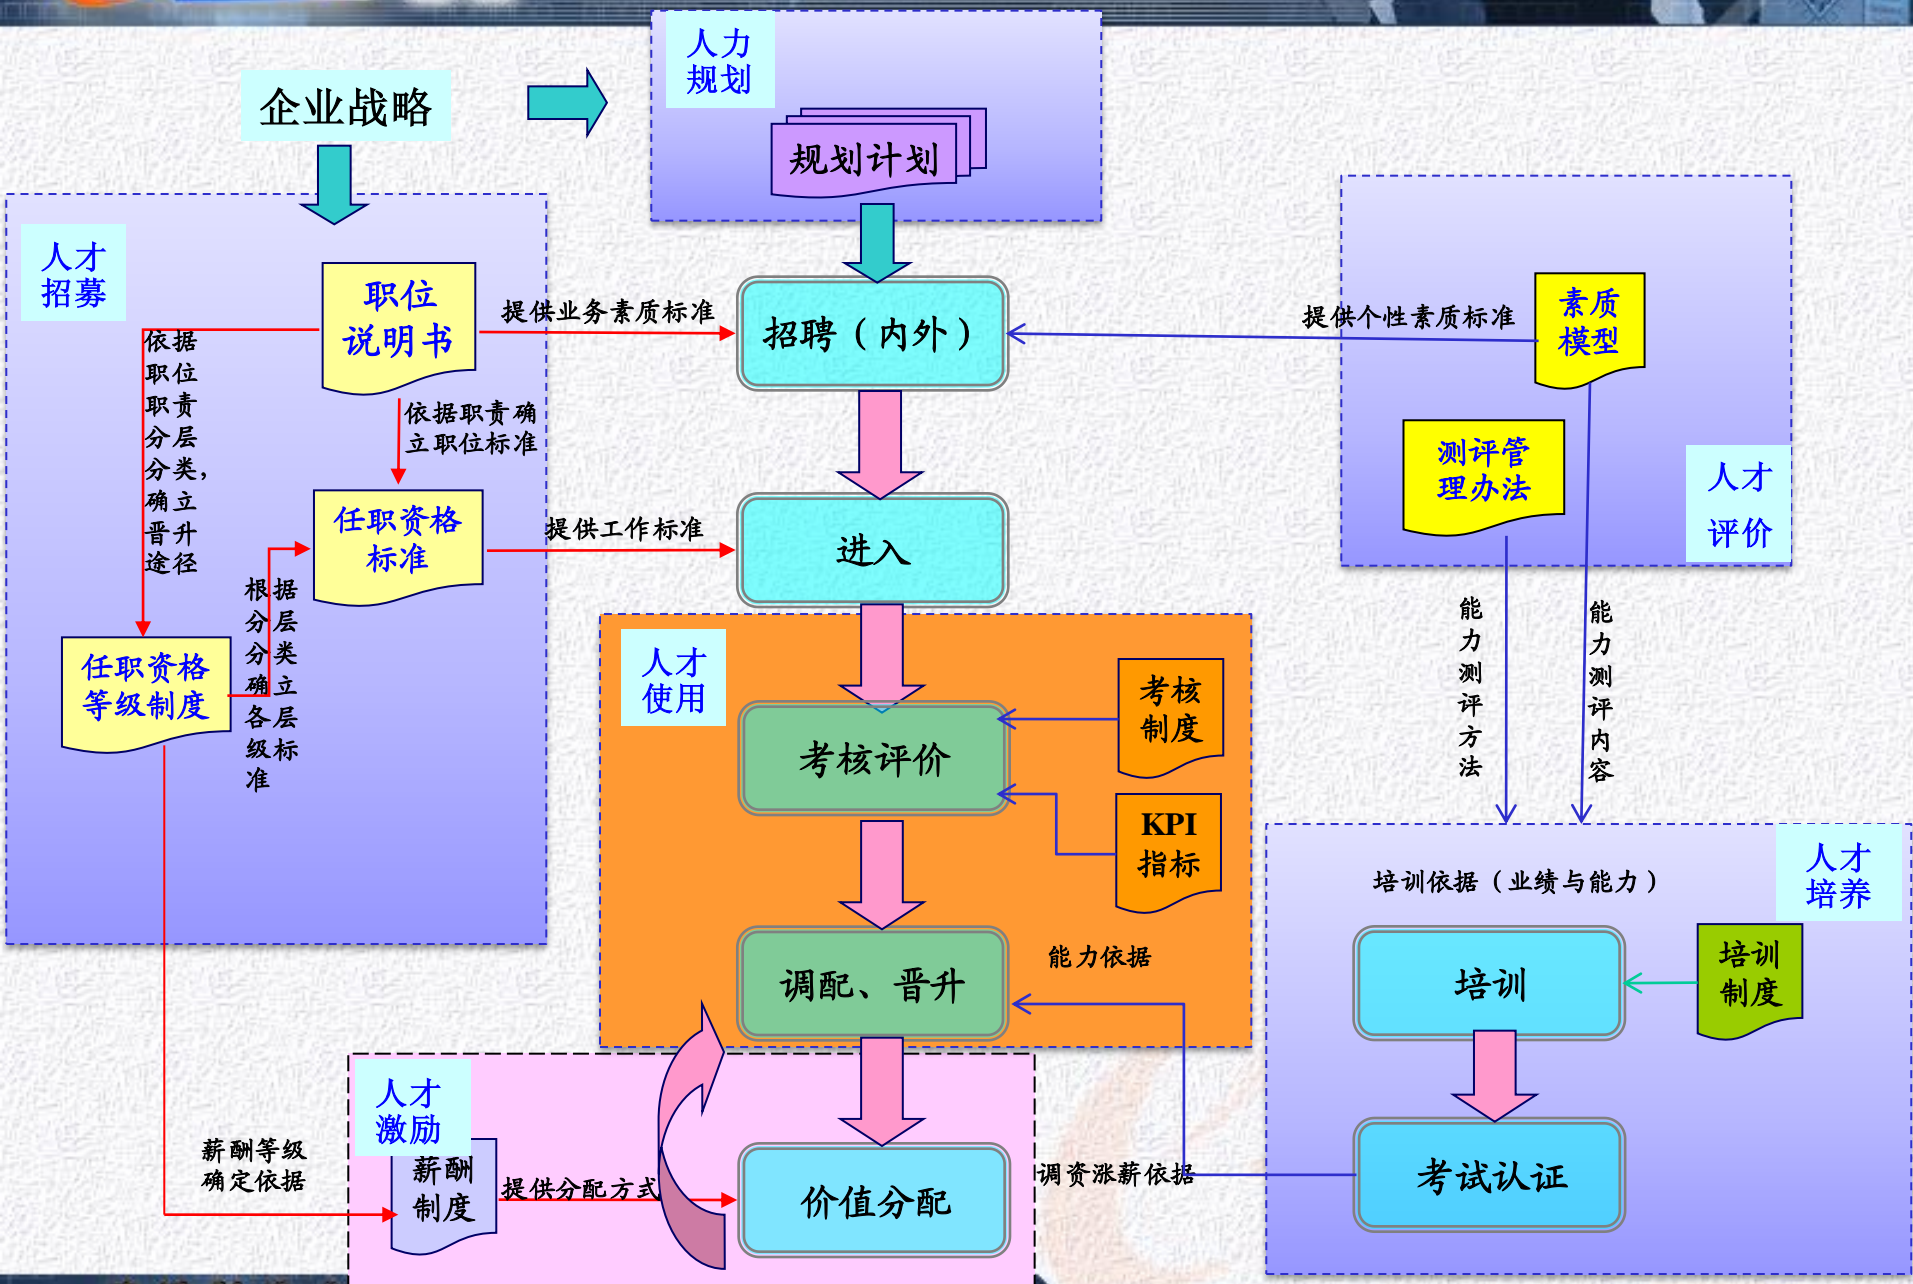 人力
规划
企业战略
规划计划
人才
招募
职位
说明书
提供业务素质标准
招聘（内外）
提供个性素质标准
素质
模型
依据
职位
职责
分层
分类，
确立
晋升
途径
依据职责确
立职位标准
测评管
理办法
人才
评价
任职资格
标准
提供工作标准
进入
根据
分层
分类
确立
各层
级标
准
任职资格
等级制度
人才
使用
考核
制度
考核评价
KPI
指标
能
力
测
评
方
法
能
力
测
评
内
容
人才
培养
培训依据（业绩与能力）
调配、晋升
能力依据
培训
培训
制度
人才
激励
薪酬等级
确定依据
薪酬
制度
提供分配方式
价值分配
调资涨薪依据
考试认证